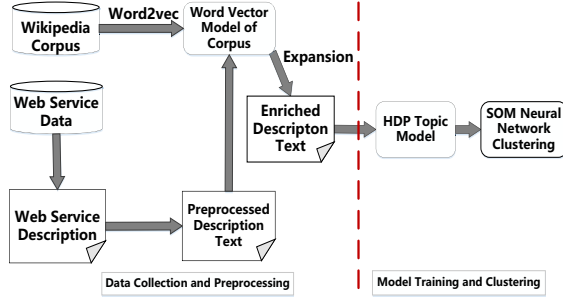 Wikipedia
Corpus
Word2vec
Word Vector
Model of
Corpus
Expansion
Web Service
Data
Enriched
Descripton
Text
HDP Topic
Model
SOM Neural
Network
Clustering
Web Service
Description
Preprocessed
Description
Text
Data Collection and Preprocessing
Model Training and Clustering